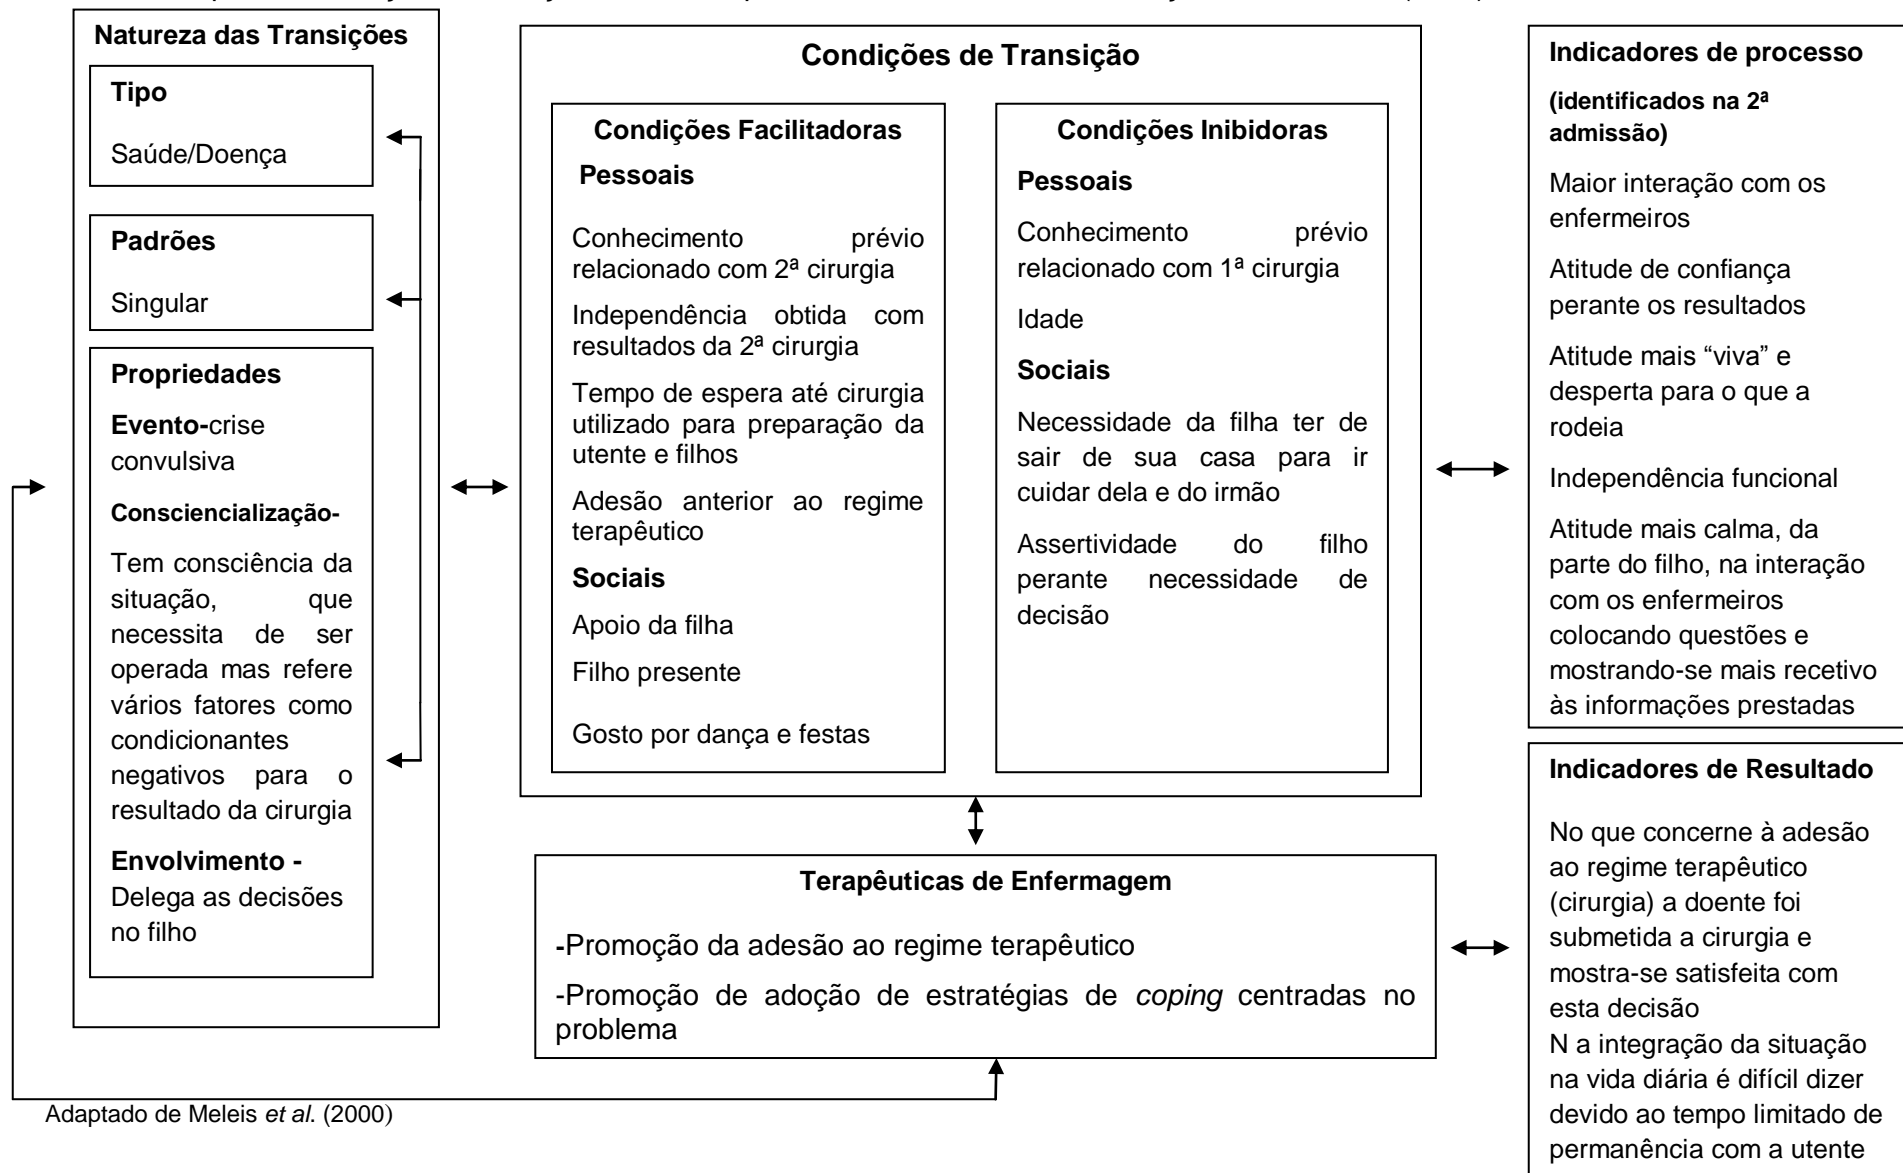 Natureza das Transições
Tipo
Saúde/Doença
Padrões
Singular
Propriedades
Evento-crise
convulsiva
Consciencialização-
Tem consciência da
situação, que
necessita de ser
operada mas refere
vários fatores como
condicionantes
negativos para o
resultado da cirurgia
Envolvimento -
Delega as decisões
no filho
Condições de Transição
Condições Facilitadoras
Pessoais
Conhecimento prévio
relacionado com 2ª cirurgia
Independência obtida com
resultados da 2ª cirurgia
Tempo de espera até cirurgia
utilizado para preparação da
utente e filhos
Adesão anterior ao regime
terapêutico
Sociais
Apoio da filha
Filho presente
Gosto por dança e festas
Condições Inibidoras
Pessoais
Conhecimento prévio
relacionado com 1ª cirurgia
Idade
Sociais
Necessidade da filha ter de
sair de sua casa para ir
cuidar dela e do irmão
Assertividade do filho
perante necessidade de
decisão
Terapêuticas de Enfermagem
-Promoção da adesão ao regime terapêutico
-Promoção de adoção de estratégias de coping centradas no
problema
Indicadores de processo
(identificados na 2ª
admissão)
Maior interação com os
enfermeiros
Atitude de confiança
perante os resultados
Atitude mais “viva” e
desperta para o que a
rodeia
Independência funcional
Atitude mais calma, da
parte do filho, na interação
com os enfermeiros
colocando questões e
mostrando-se mais recetivo
às informações prestadas
Indicadores de Resultado
No que concerne à adesão
ao regime terapêutico
(cirurgia) a doente foi
submetida a cirurgia e
mostra-se satisfeita com
esta decisão
N a integração da situação
na vida diária é difícil dizer
devido ao tempo limitado de
permanência com a utente
Adaptado de Meleis et al. (2000)